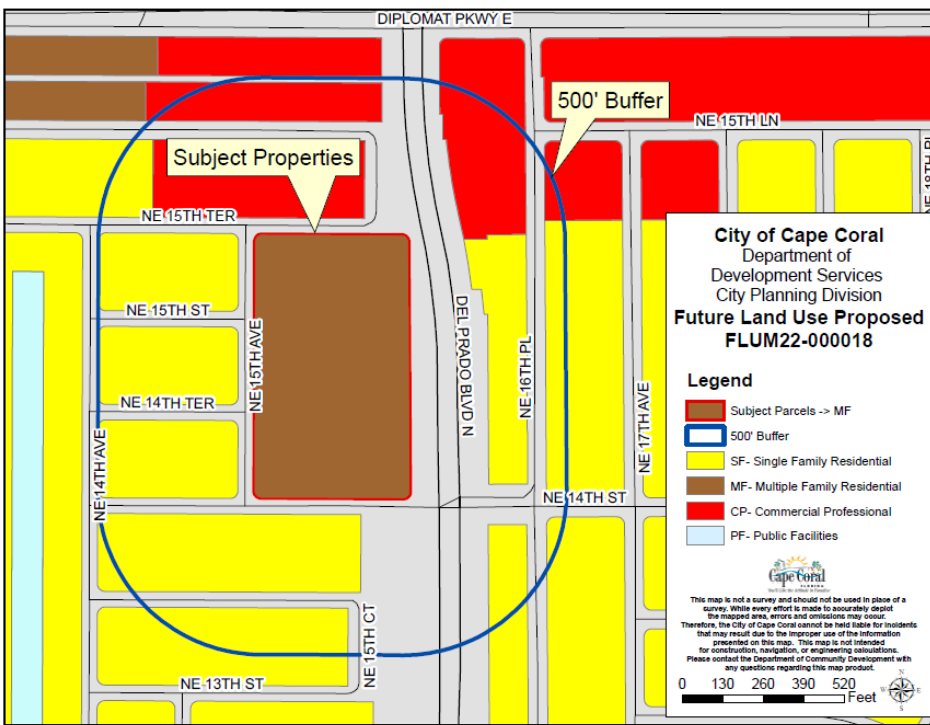 DIPLOMAT PKWY E
500' Buffer
NE 15TH LN
Subject Properties
NE 18TH PL
NE 15TH TER
NE 15TH ST
NE 15TH AVE
DEL PRADO BLVD N
NE 16TH PL
NE 17TH AVE
NE 14TH TER
NE 14TH AVE
NE 14TH ST
NE 15TH CT
NE 13TH ST
City of Cape Coral
Department of
Development Services
City Planning Division
Future Land Use Proposed
FLUM22-000018
Legend
Subject Parcels -> MF
500' Buffer
SF- Single Family Residential
MF- Multiple Family Residential
CP- Commercial Professional
PF- Public Facilities
Cape Coral
FLORIDA
This map is not a survey and should not be used in place of a
survey. While every effort is made to accurately depict
the mapped area, errors and omissions may occur.
Therefore, the City of Cape Coral cannot be held liable for incidents
that may result due to the improper use of the information
presented on this map. This map is not intended
for construction, navigation, or engineering calculations.
Please contact the Department of Community Development with
any questions regarding this map product.
0 130 260 390 520
Feet
N
W E
S